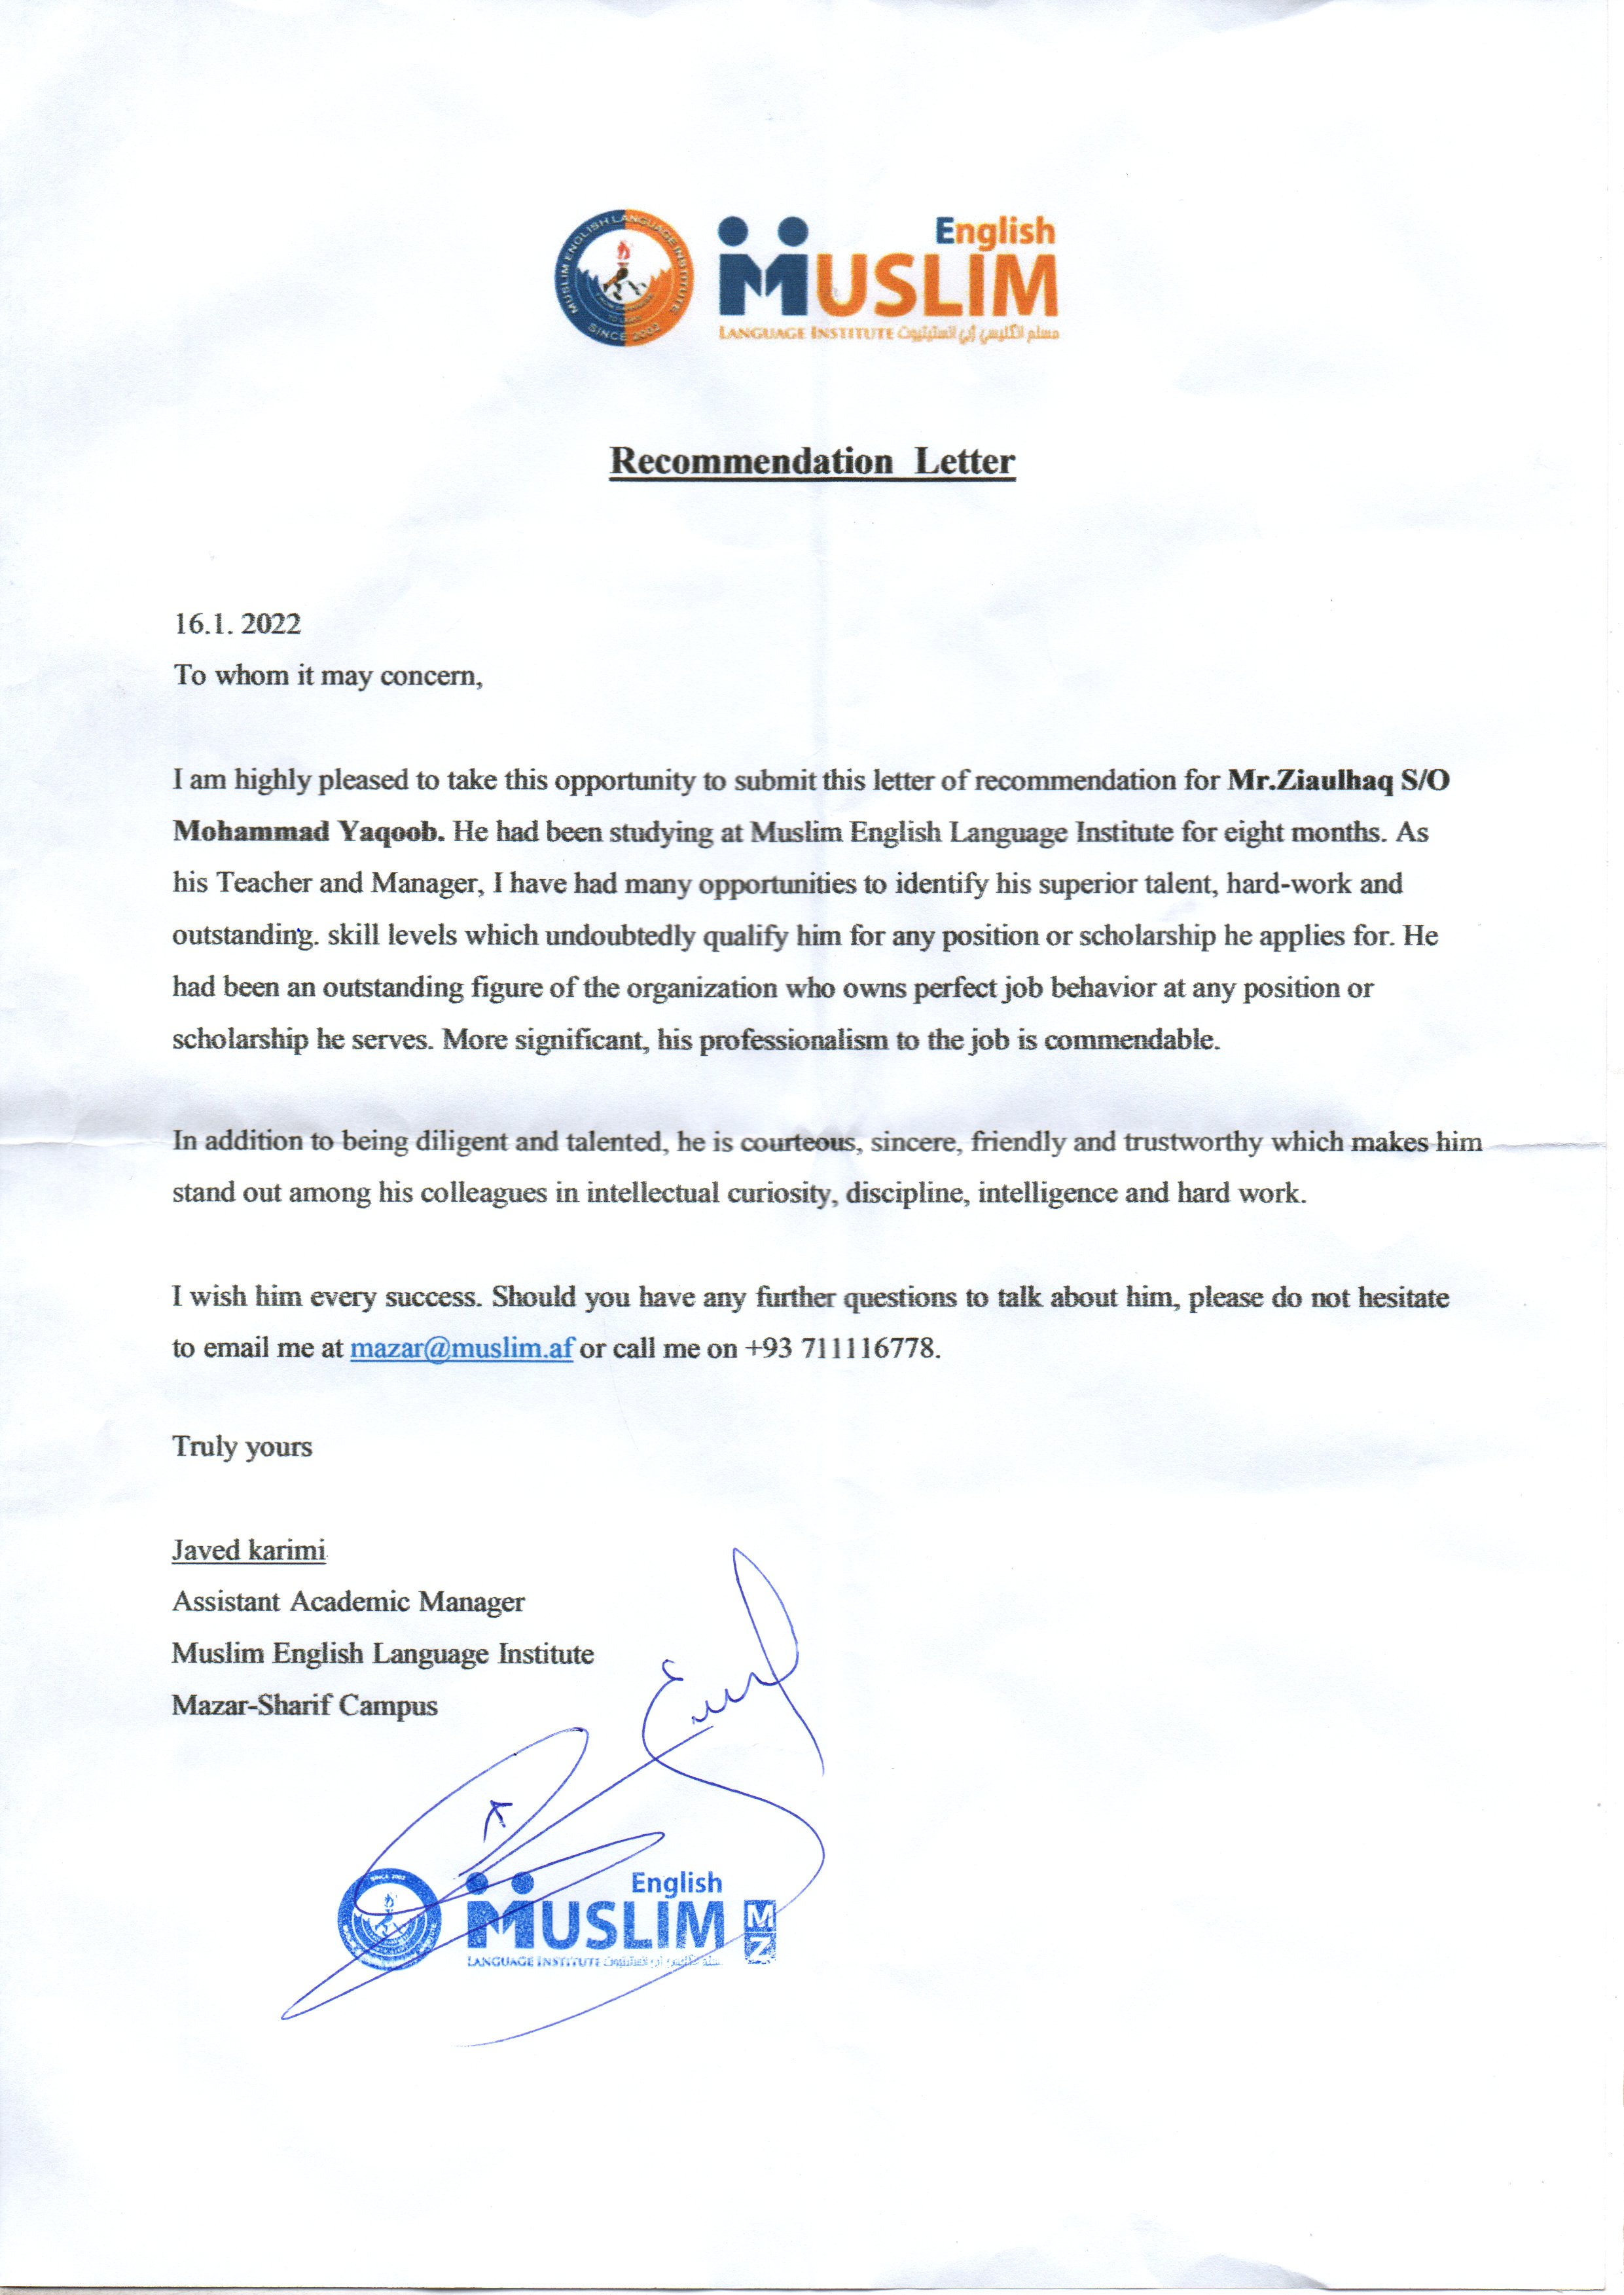 MUSLIM ENGLISH LANGUAGE INSTITUTE
SINCE 2002
English
MUSLIM
LANGUAGE INSTITUTE مسلم انگلیسي أني انستیتیوت
Recommendation Letter
16.1. 2022
To whom it may concern,
I am highly pleased to take this opportunity to submit this letter of recommendation for Mr.Ziaulhaq S/O
Mohammad Yaqoob. He had been studying at Muslim English Language Institute for eight months. As
his Teacher and Manager, I have had many opportunities to identify his superior talent, hard-work and
outstanding. skill levels which undoubtedly qualify him for any position or scholarship he applies for. He
had been an outstanding figure of the organization who owns perfect job behavior at any position or
scholarship he serves. More significant, his professionalism to the job is commendable.
In addition to being diligent and talented, he is courteous, sincere, friendly and trustworthy which makes him
stand out among his colleagues in intellectual curiosity, discipline, intelligence and hard work.
I wish him every success. Should you have any further questions to talk about him, please do not hesitate
to email me at mazar@muslim.af or call me on +93 711116778.
Truly yours
Javed karimi
Assistant Academic Manager
Muslim English Language Institute
Mazar-Sharif Campus
SINCE 2002
English
MUSLIM
MZ
LANGUAGE INSTITUTE